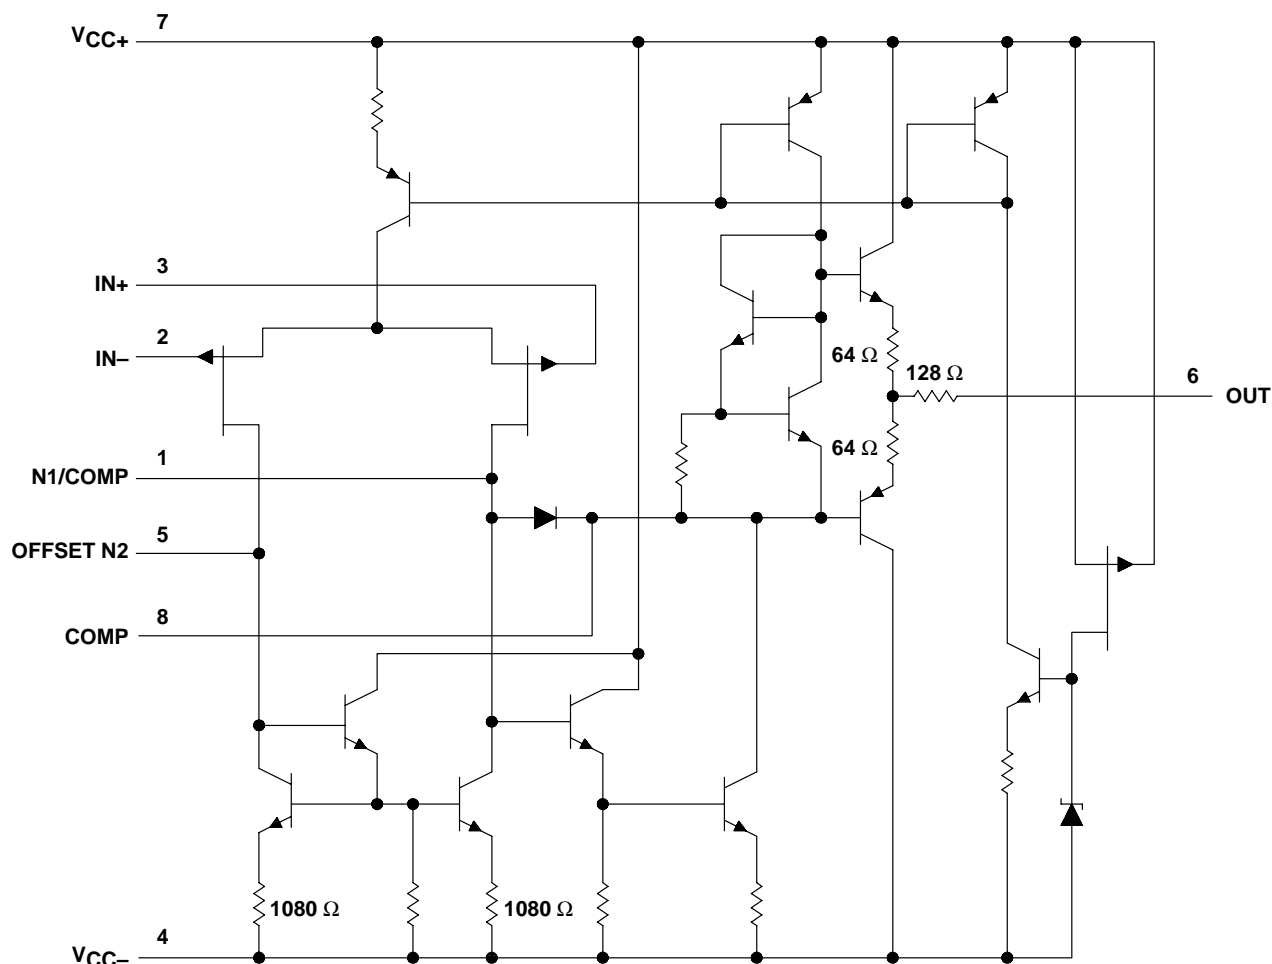 VCC+ 7
IN+ 3
IN– 2
64 Ω
128 Ω
6 OUT
64 Ω
N1/COMP 1
OFFSET N2 5
COMP 8
1080 Ω
1080 Ω
VCC– 4